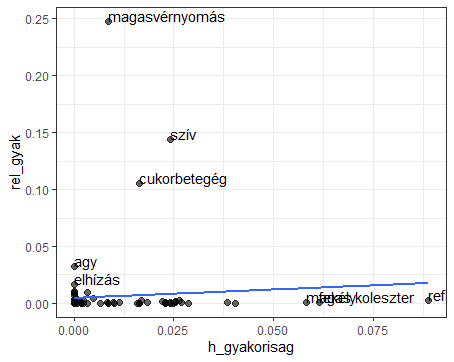 0.25
0.20
0.15
0.10
0.05
0.00
rel_gyak
magasvérnyomás
szív
cukorbetegég
agy
elhízás
koleszter
ref
0.000
0.025
0.050
0.075
h_gyakorisag